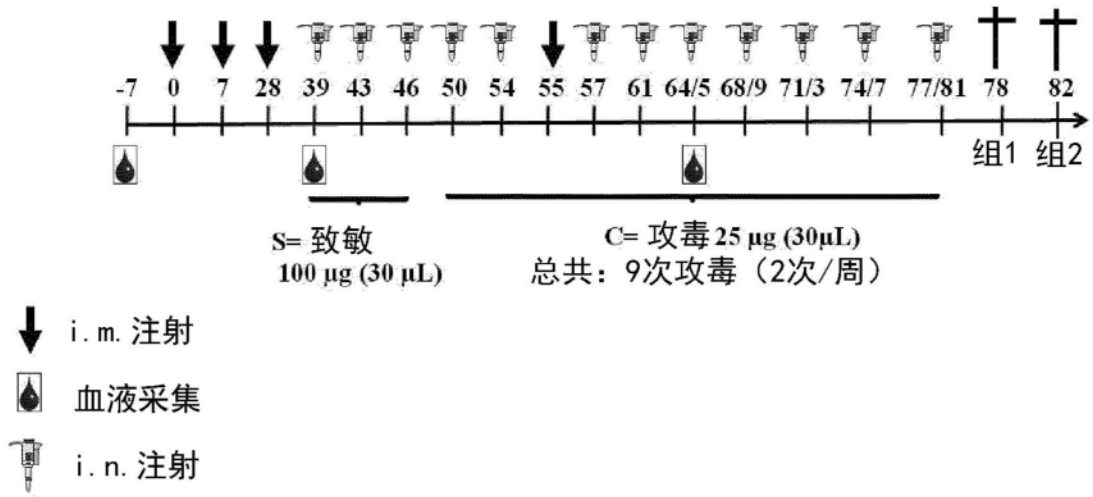 -7 0 7 28 39 43 46 50 54 55 57 61 64/5 68/9 71/3 74/7 77/81 78 82
组1 组2
S= 致敏
100 μg (30 μL)
C= 攻毒 25 μg (30μL)
总共：9次攻毒（2次/周）
i.m.注射
血液采集
i.n.注射